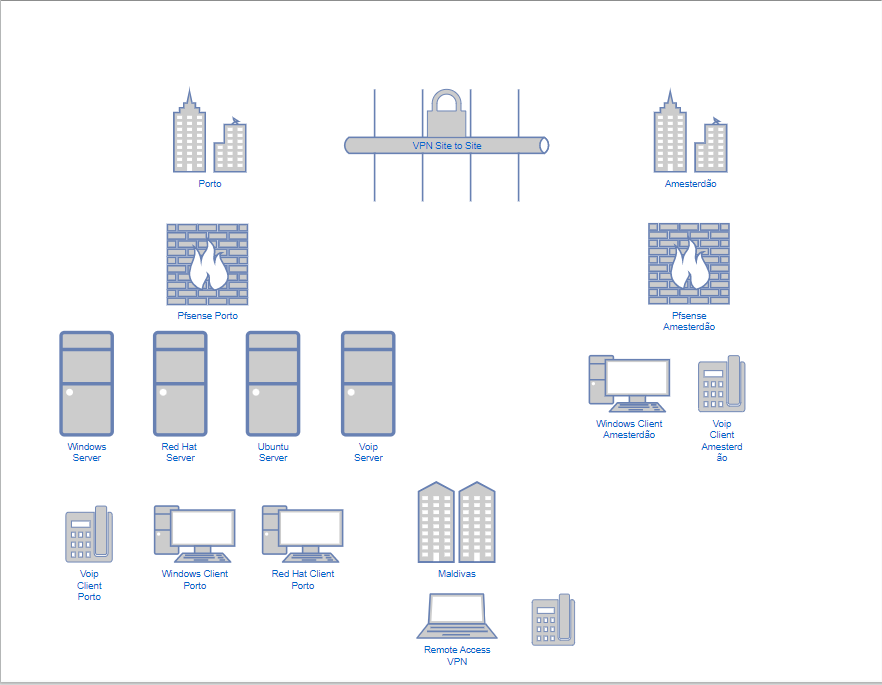 VPN Site to Site
Porto
Amesterdão
Pfsense Porto
Pfsense
Amesterdão
Windows
Server
Red Hat
Server
Ubuntu
Server
Voip
Server
Windows Client
Amesterdão
Voip
Client
Amesterd
ão
Voip
Client
Porto
Windows Client
Porto
Red Hat Client
Porto
Maldivas
Remote Access
VPN